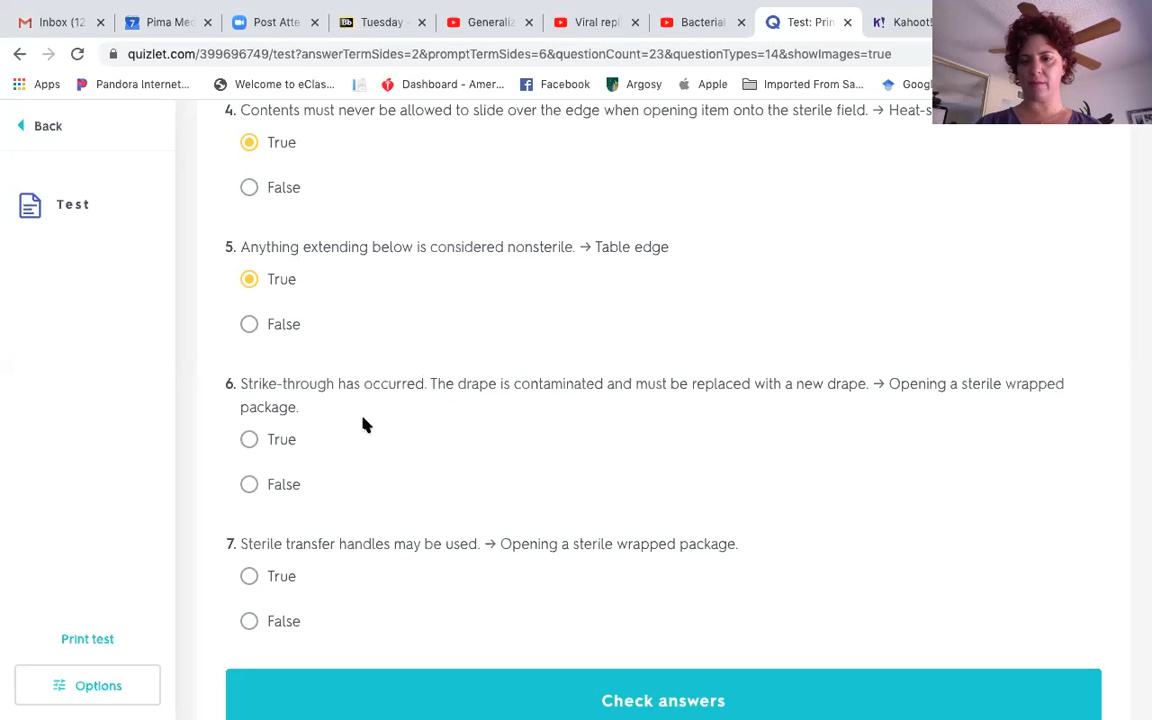 Inbox (12
Pima Mec
Post Atte
Tuesday -
Generaliz
Viral repl
Bacterial
Test: Prin
Kahoot!
quizlet.com/399696749/test?answerTermSides=2&promptTermSides=6&questionCount=23&questionTypes=14&showImages=true
Apps
Pandora Internet...
Welcome to eClas...
Dashboard - Amer...
Facebook
Argosy
Apple
Imported From Sa...
Googl
Back
Test
4. Contents must never be allowed to slide over the edge when opening item onto the sterile field. → Heat-s
True
False
5. Anything extending below is considered nonsterile. → Table edge
True
False
6. Strike-through has occurred. The drape is contaminated and must be replaced with a new drape. → Opening a sterile wrapped
package.
True
False
7. Sterile transfer handles may be used. → Opening a sterile wrapped package.
True
False
Print test
Options
Check answers